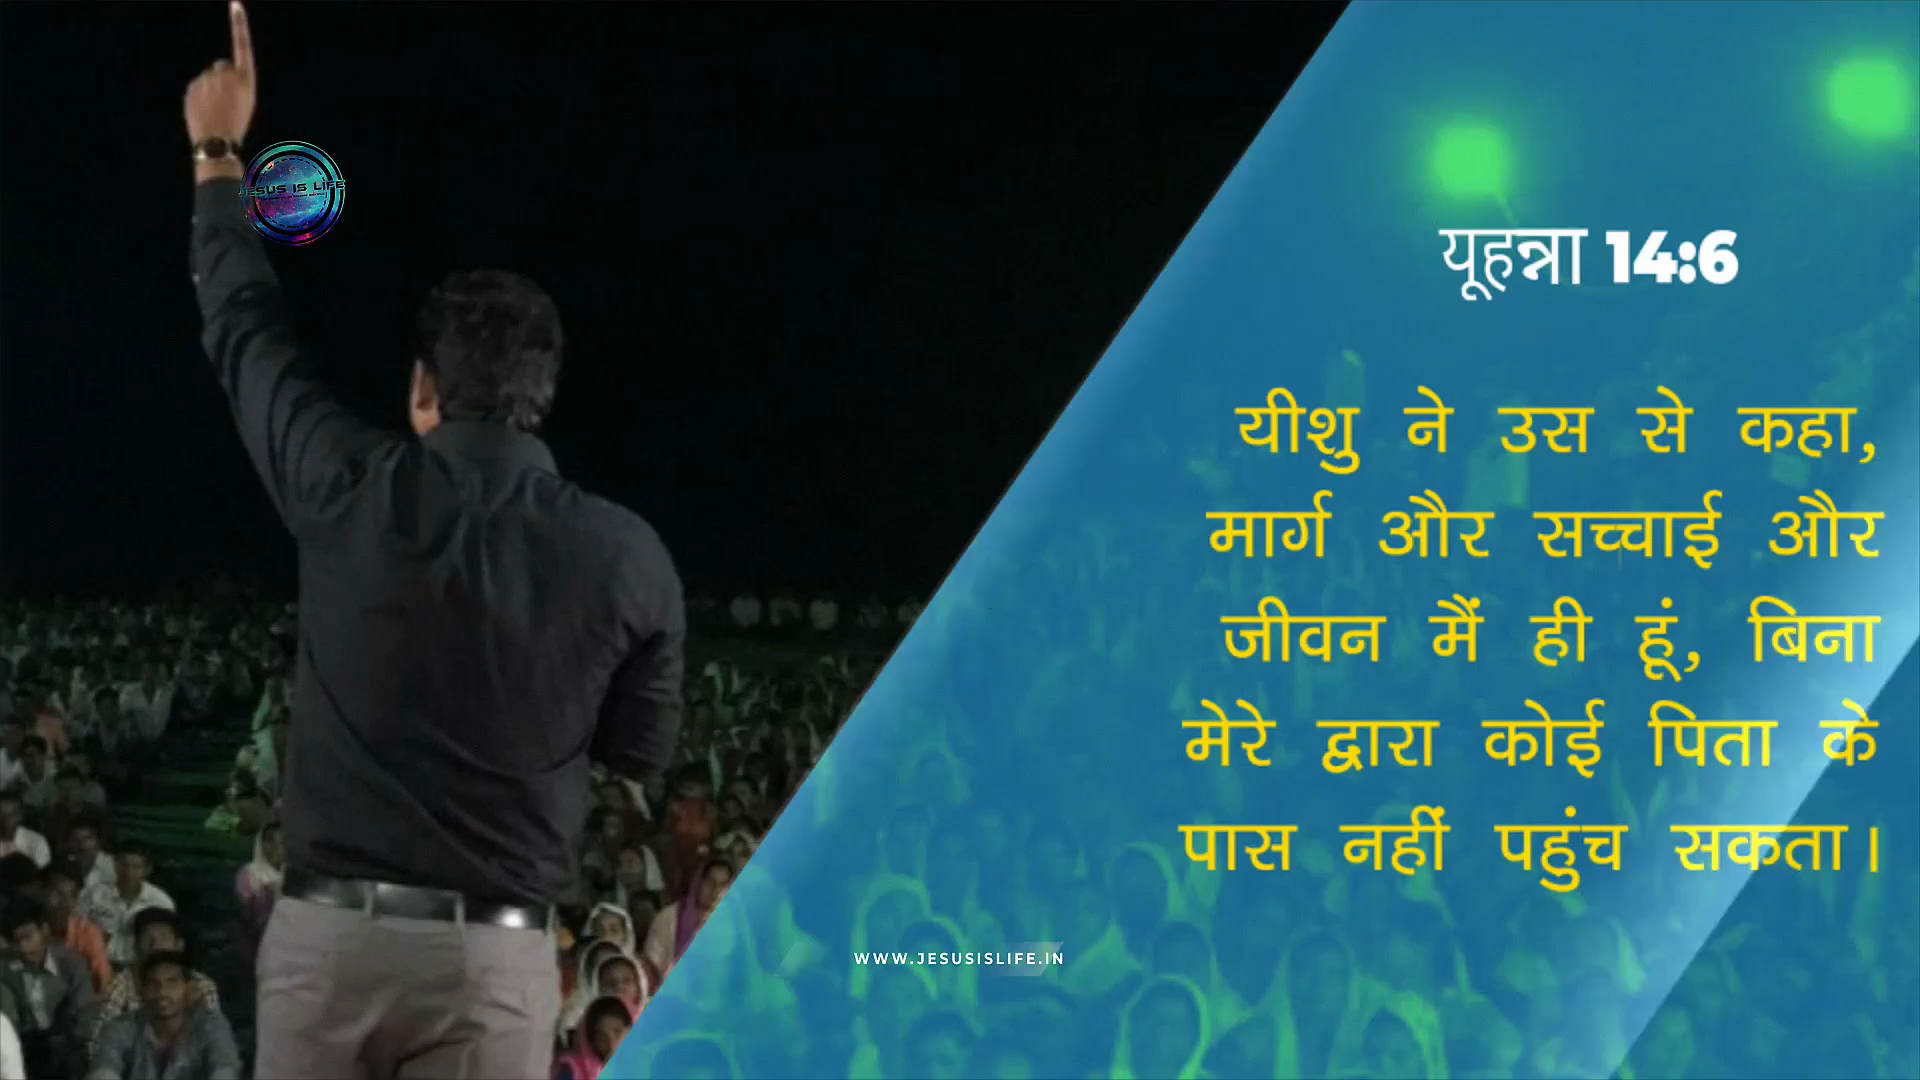 JESUS IS LIFE
यूहन्ना 14:6
यीशु ने उस से कहा,
मार्ग और सच्चाई और
जीवन मैं ही हूं, बिना
मेरे द्वारा कोई पिता के
पास नहीं पहुंच सकता।
WWW.JESUSISLIFE.IN